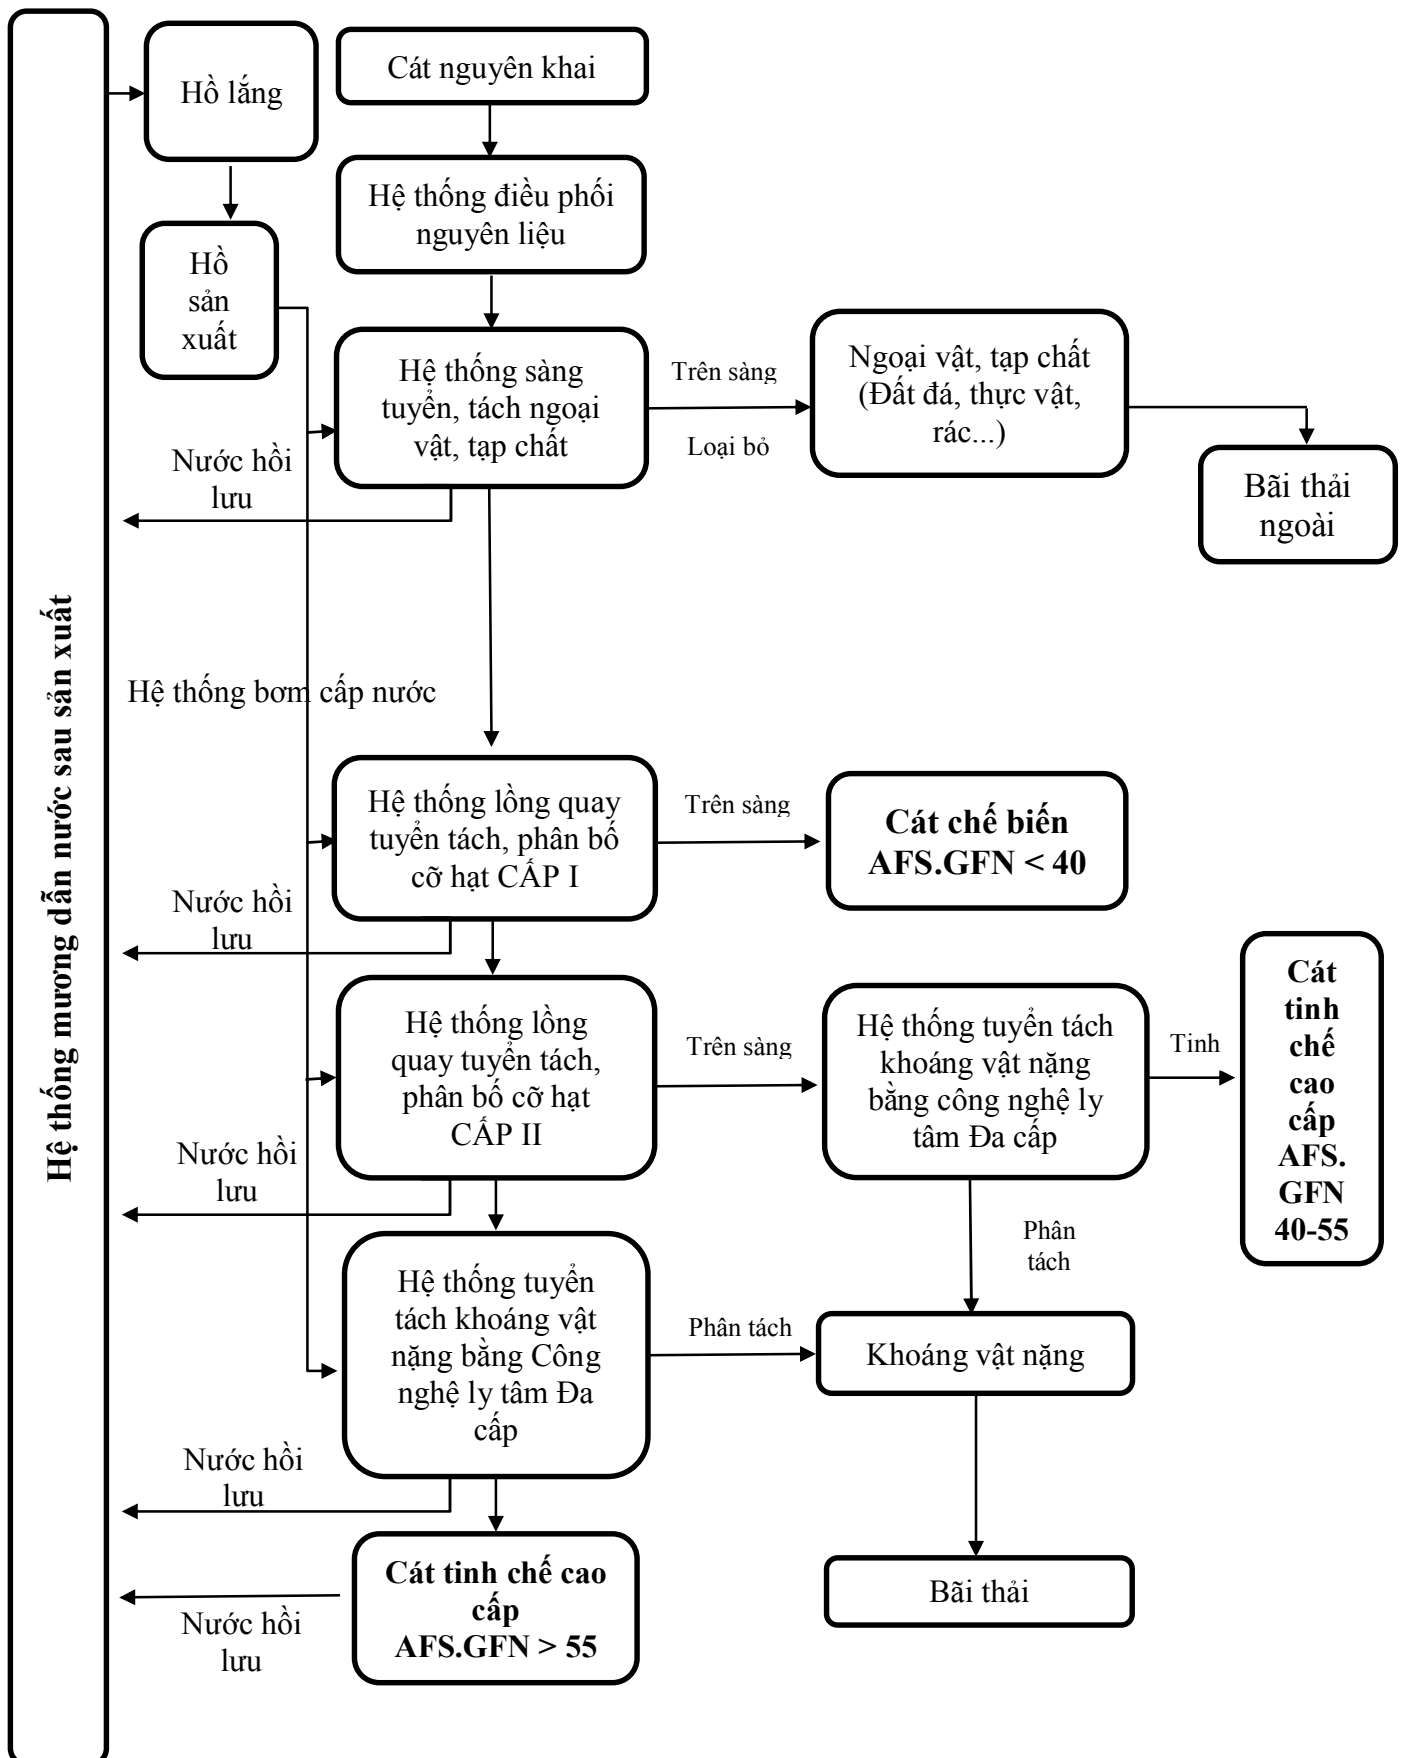 Hệ thống mương dẫn nước sau sản xuất
Hồ lắng
Cát nguyên khai
Hệ thống điều phối
nguyên liệu
Hồ
sản
xuất
Hệ thống sàng
tuyển, tách ngoại
vật, tạp chất
Trên sàng
Loại bỏ
Ngoại vật, tạp chất
(Đất đá, thực vật,
rác...)
Bãi thải
ngoài
Nước hồi
lưu
Hệ thống bơm cấp nước
Hệ thống lồng quay
tuyển tách, phân bố
cỡ hạt CẤP I
Trên sàng
Cát chế biến
AFS.GFN < 40
Nước hồi
lưu
Hệ thống lồng
quay tuyển tách,
phân bố cỡ hạt
CẤP II
Trên sàng
Hệ thống tuyển tách
khoáng vật nặng
bằng công nghệ ly
tâm Đa cấp
Tinh
Cát
tinh
chế
cao
cấp
AFS.
GFN
40-55
Nước hồi
lưu
Phân
tách
Hệ thống tuyển
tách khoáng vật
nặng bằng Công
nghệ ly tâm Đa
cấp
Phân tách
Khoáng vật nặng
Nước hồi
lưu
Cát tinh chế cao
cấp
AFS.GFN > 55
Bãi thải
Nước hồi
lưu